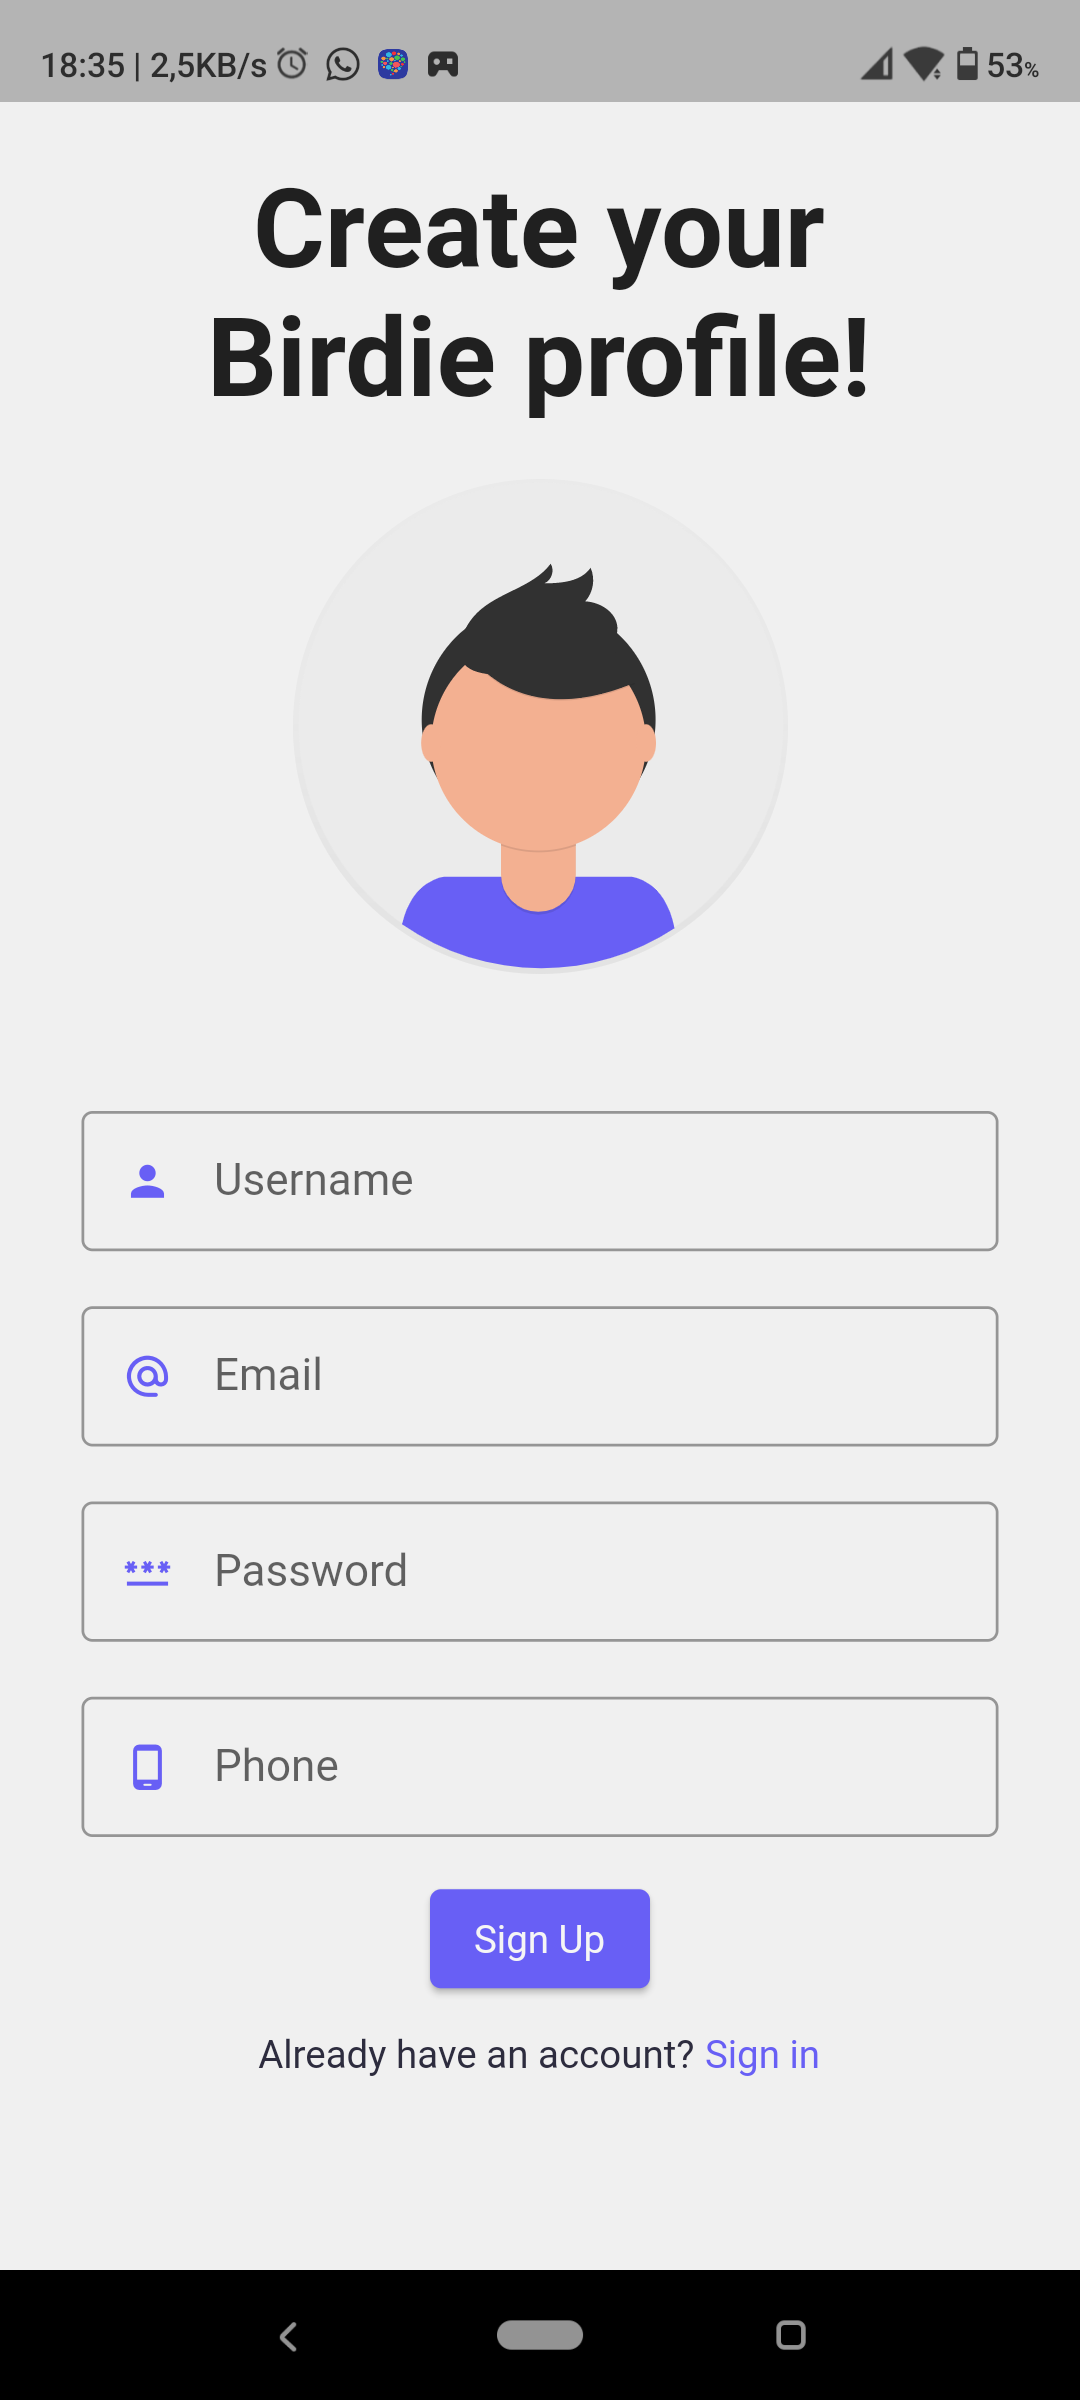 18:35 | 2,5KB/s
53%
Create your
Birdie profile!
Username
Email
*** Password
Phone
Sign Up
Already have an account? Sign in